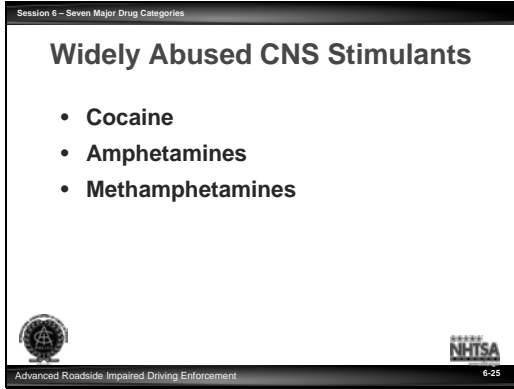 Session 6 – Seven Major Drug Categories
Widely Abused CNS Stimulants
• Cocaine
• Amphetamines
• Methamphetamines
NHTSA
Advanced Roadside Impaired Driving Enforcement
6-25